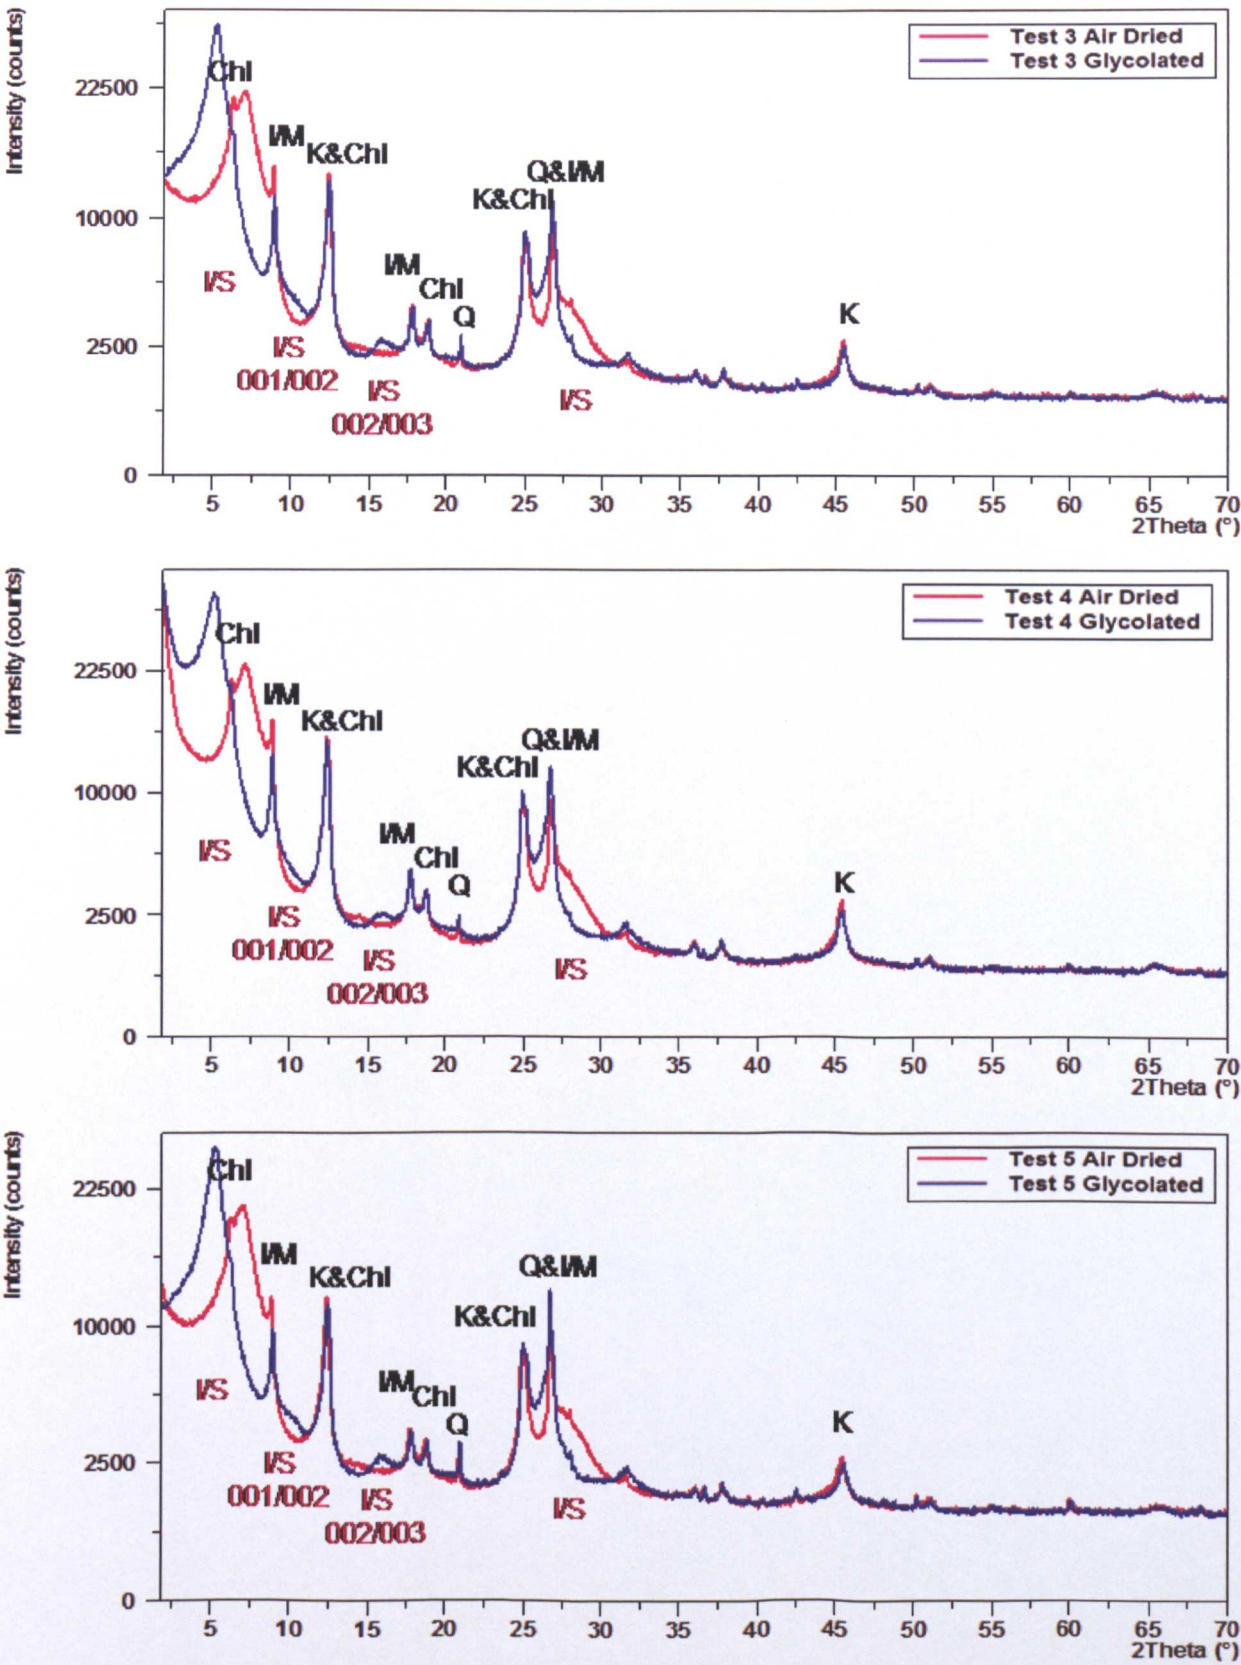 Intensity (counts)
Test 3 Air Dried
Test 3 Glycolated
Chl
22500
I/M
K&Chl
Q&I/M
K&Chl
10000
I/M
I/S
Chl
Q
K
2500
I/S
001/002
I/S
002/003
I/S
0
5 10 15 20 25 30 35 40 45 50 55 60 65 70
2Theta (°)
Intensity (counts)
Test 4 Air Dried
Test 4 Glycolated
Chl
22500
I/M
K&Chl
Q&I/M
K&Chl
10000
I/M
I/S
Chl
Q
K
2500
I/S
001/002
I/S
002/003
I/S
0
5 10 15 20 25 30 35 40 45 50 55 60 65 70
2Theta (°)
Intensity (counts)
Test 5 Air Dried
Test 5 Glycolated
Chl
22500
I/M
K&Chl
Q&I/M
K&Chl
10000
I/M
I/S
Chl
Q
K
2500
I/S
001/002
I/S
002/003
I/S
0
5 10 15 20 25 30 35 40 45 50 55 60 65 70
2Theta (°)